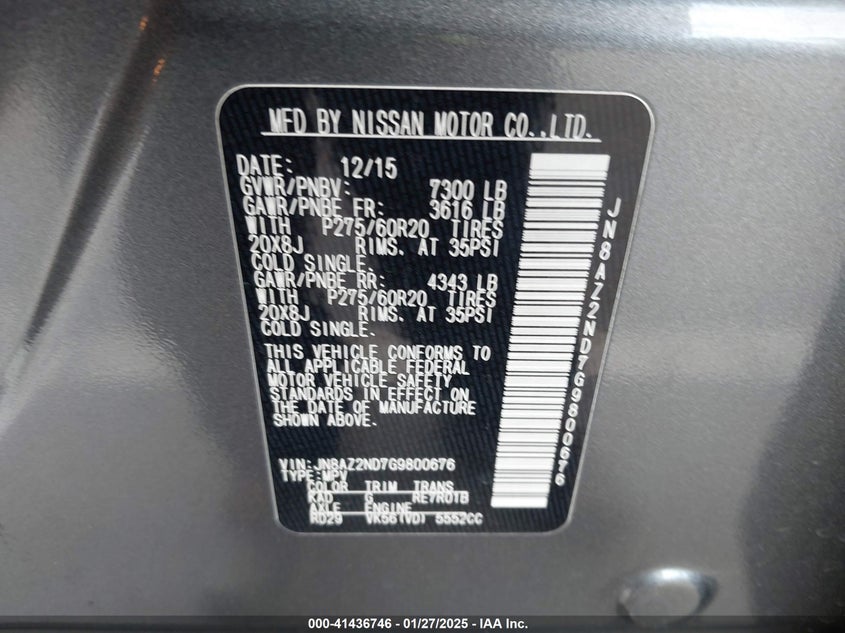 MFD BY NISSAN MOTOR CO.,LTD.
DATE: 12/15
GVWR/PNBV: 7300 LB
GAWR/PNBE FR: 3616 LB
WITH P275/60R20 TIRES
20X8J RIMS. AT 35PSI
COLD SINGLE.
GAWR/PNBE RR: 4343 LB
WITH P275/60R20 TIRES
20X8J RIMS. AT 35PSI
COLD SINGLE.
THIS VEHICLE CONFORMS TO
ALL APPLICABLE FEDERAL
MOTOR VEHICLE SAFETY
STANDARDS IN EFFECT ON
THE DATE OF MANUFACTURE
SHOWN ABOVE.
VIN:JN8AZ2ND7G9800676
TYPE:MPV
COLOR TRIM TRANS
KAD G RE7R01B
AXLE ENGINE
RD29 VK56(VD) 5552CC
JN8AZ2ND7G9800676
000-41436746 — 01/27/2025 — IAA Inc.